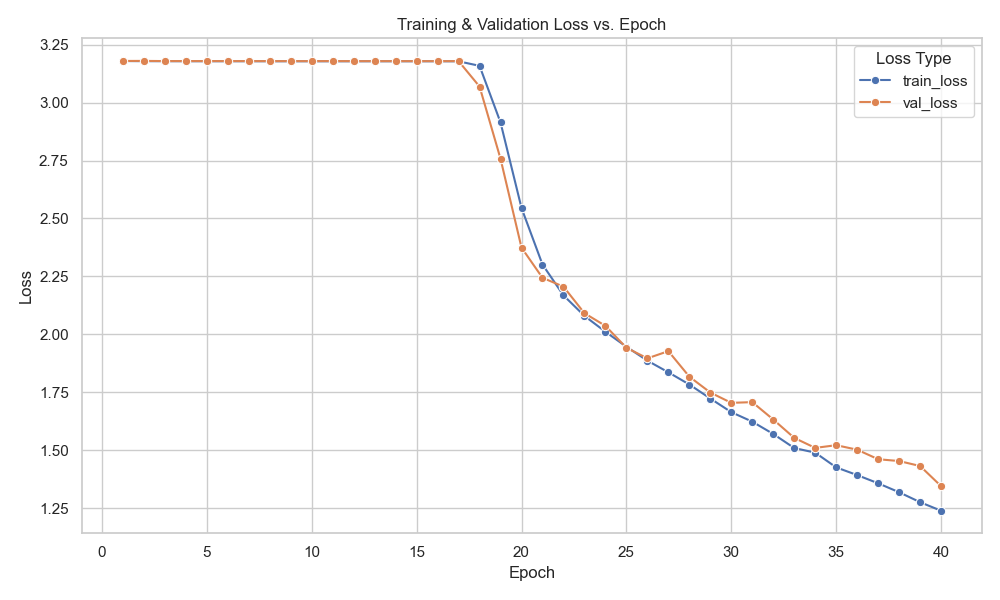 Training & Validation Loss vs. Epoch
Loss Type
train_loss
val_loss
Loss
3.25
3.00
2.75
2.50
2.25
2.00
1.75
1.50
1.25
0 5 10 15 20 25 30 35 40
Epoch